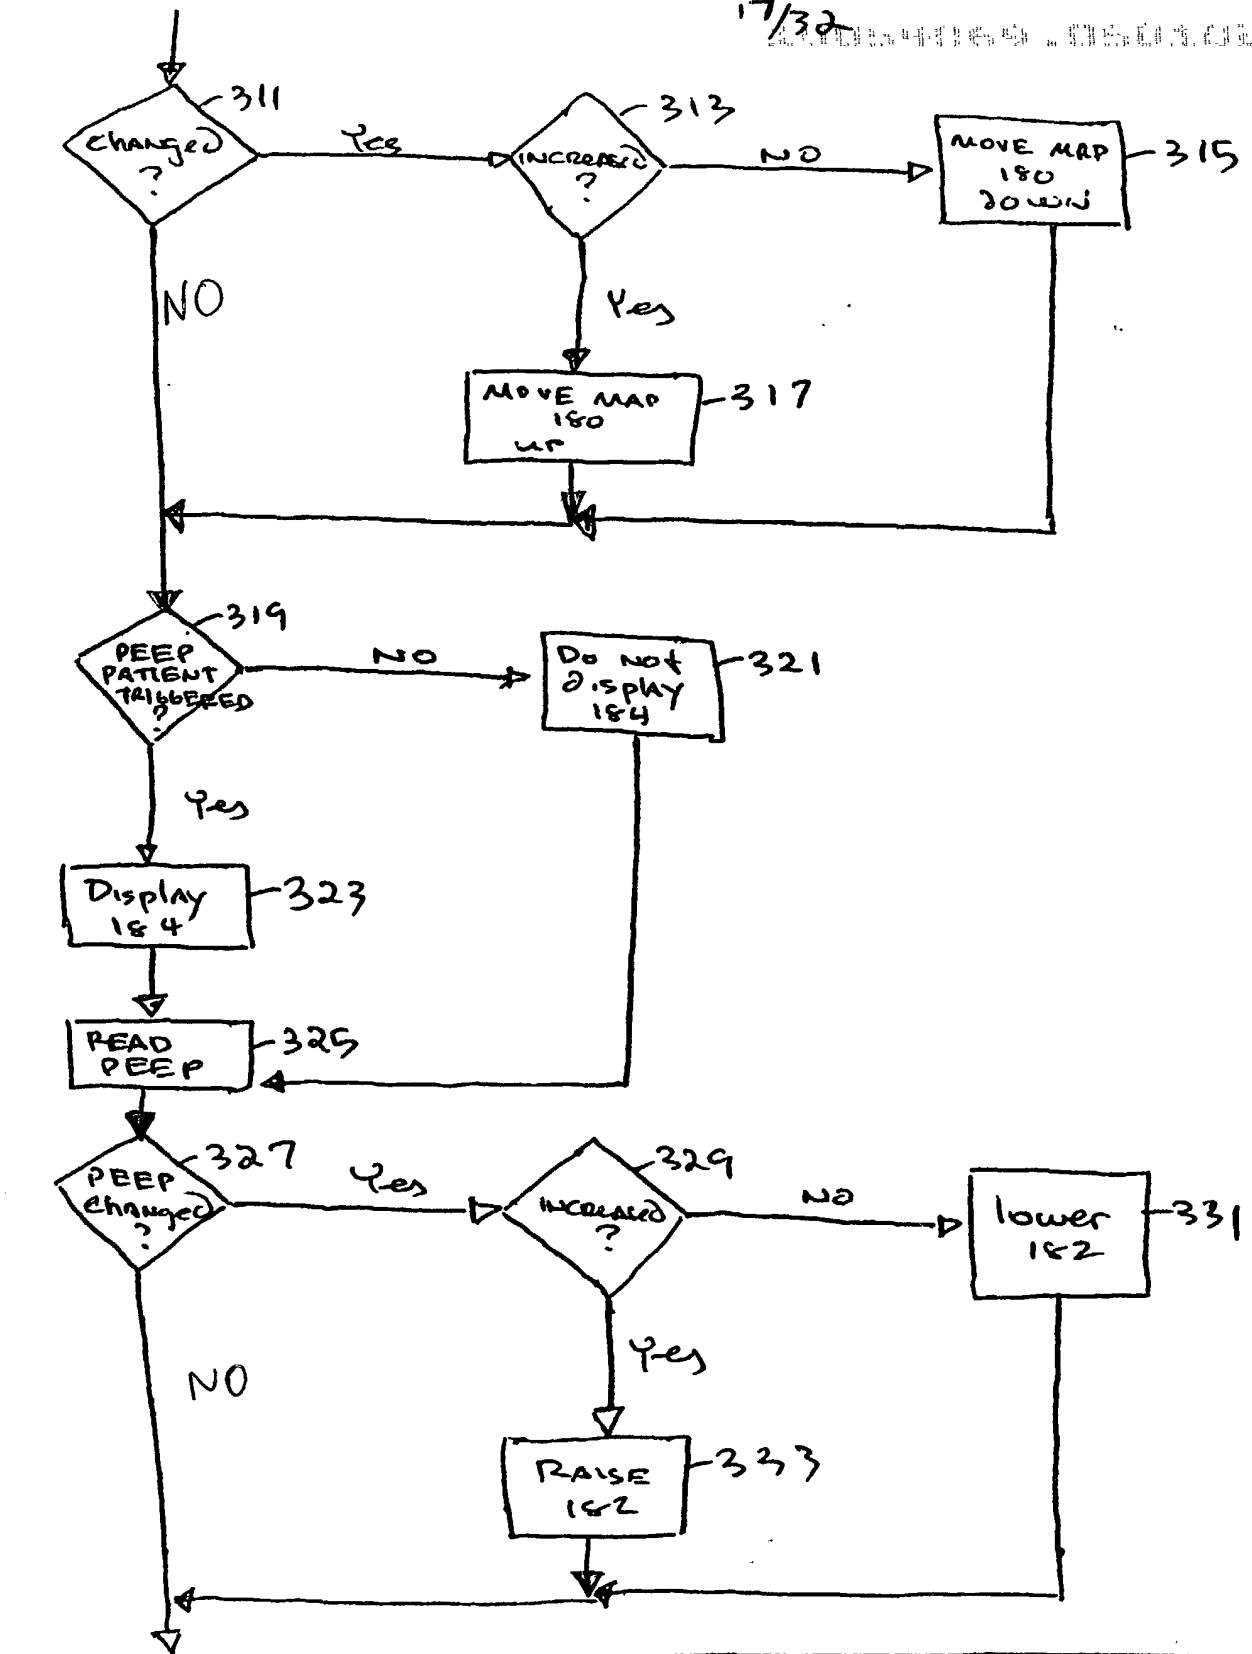 17/32
311
Changed
?
Yes
313
INCREASED
?
NO
MOVE MAP
180
DOWN
315
NO
Yes
MOVE MAP
180
UP
317
319
PEEP
PATIENT
TRIGGERED
?
NO
Do Not
Display
184
321
Yes
Display
184
323
READ
PEEP
325
327
PEEP
Changed
?
Yes
329
INCREASED
?
NO
lower
182
331
NO
Yes
RAISE
182
333